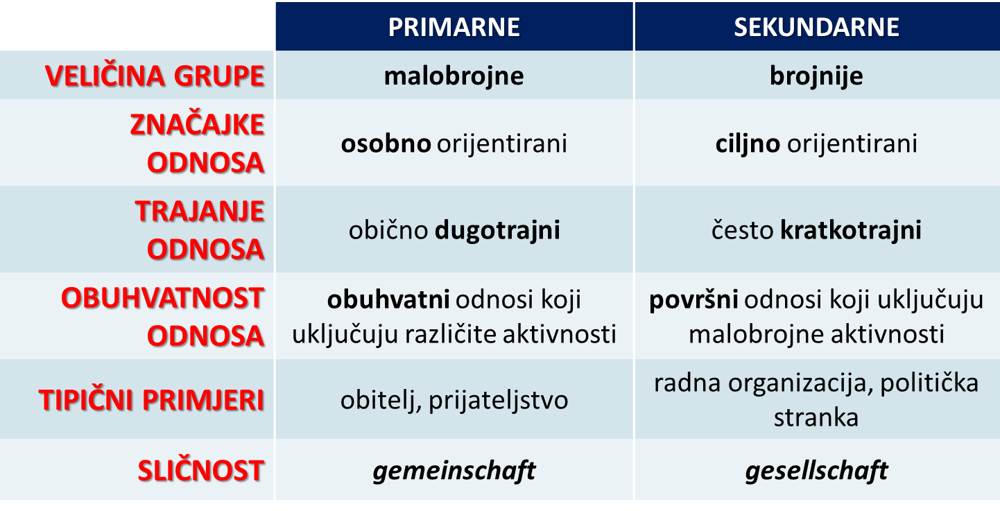 PRIMARNE SEKUNDARNE
VELIČINA GRUPE malobrojne brojnije
ZNAČAJKE
ODNOSA
osobno orijentirani ciljno orijentirani
TRAJANJE
ODNOSA
obično dugotrajni često kratkotrajni
OBUHVATNOST
ODNOSA
obuhvatni odnosi koji
uključuju različite aktivnosti
površni odnosi koji uključuju
malobrojne aktivnosti
TIPIČNI PRIMJERI
obitelj, prijateljstvo
radna organizacija, politička
stranka
SLIČNOST gemeinschaft gesellschaft